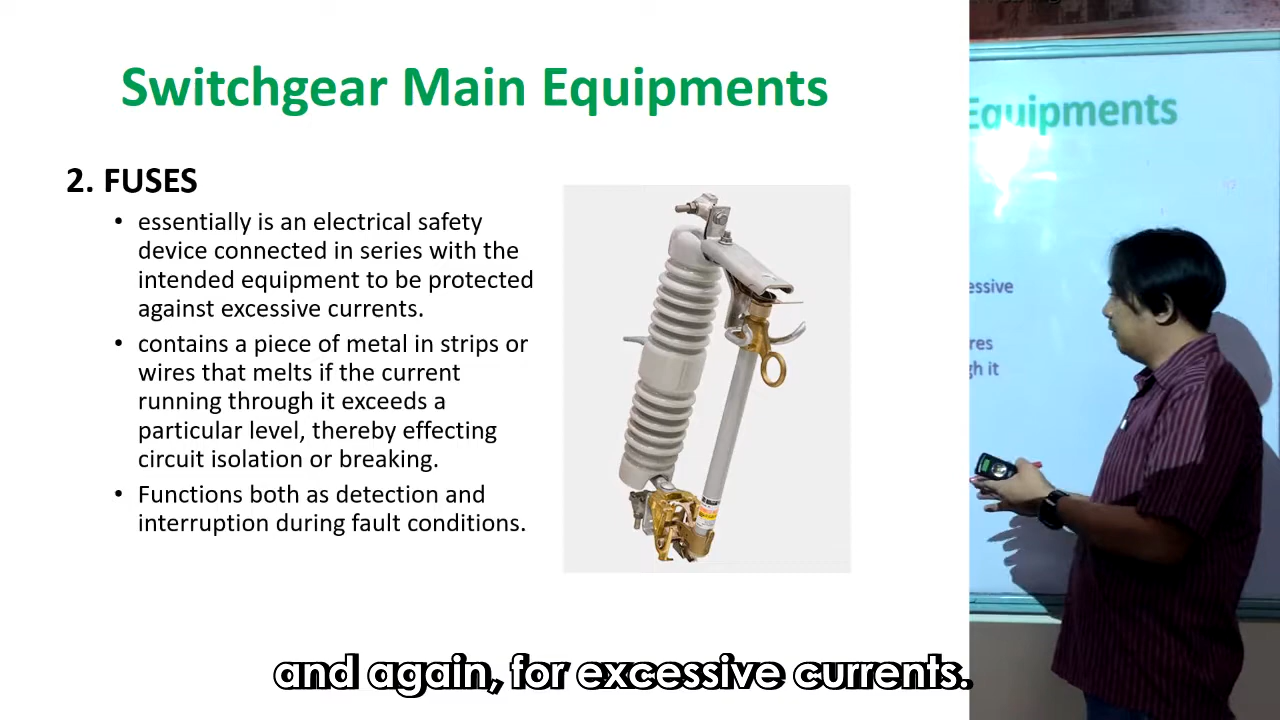 Switchgear Main Equipments
2. FUSES
• essentially is an electrical safety
device connected in series with the
intended equipment to be protected
against excessive currents.
• contains a piece of metal in strips or
wires that melts if the current
running through it exceeds a
particular level, thereby effecting
circuit isolation or breaking.
• Functions both as detection and
interruption during fault conditions.
Equipments
essive
res
gh it
and again, for excessive currents.